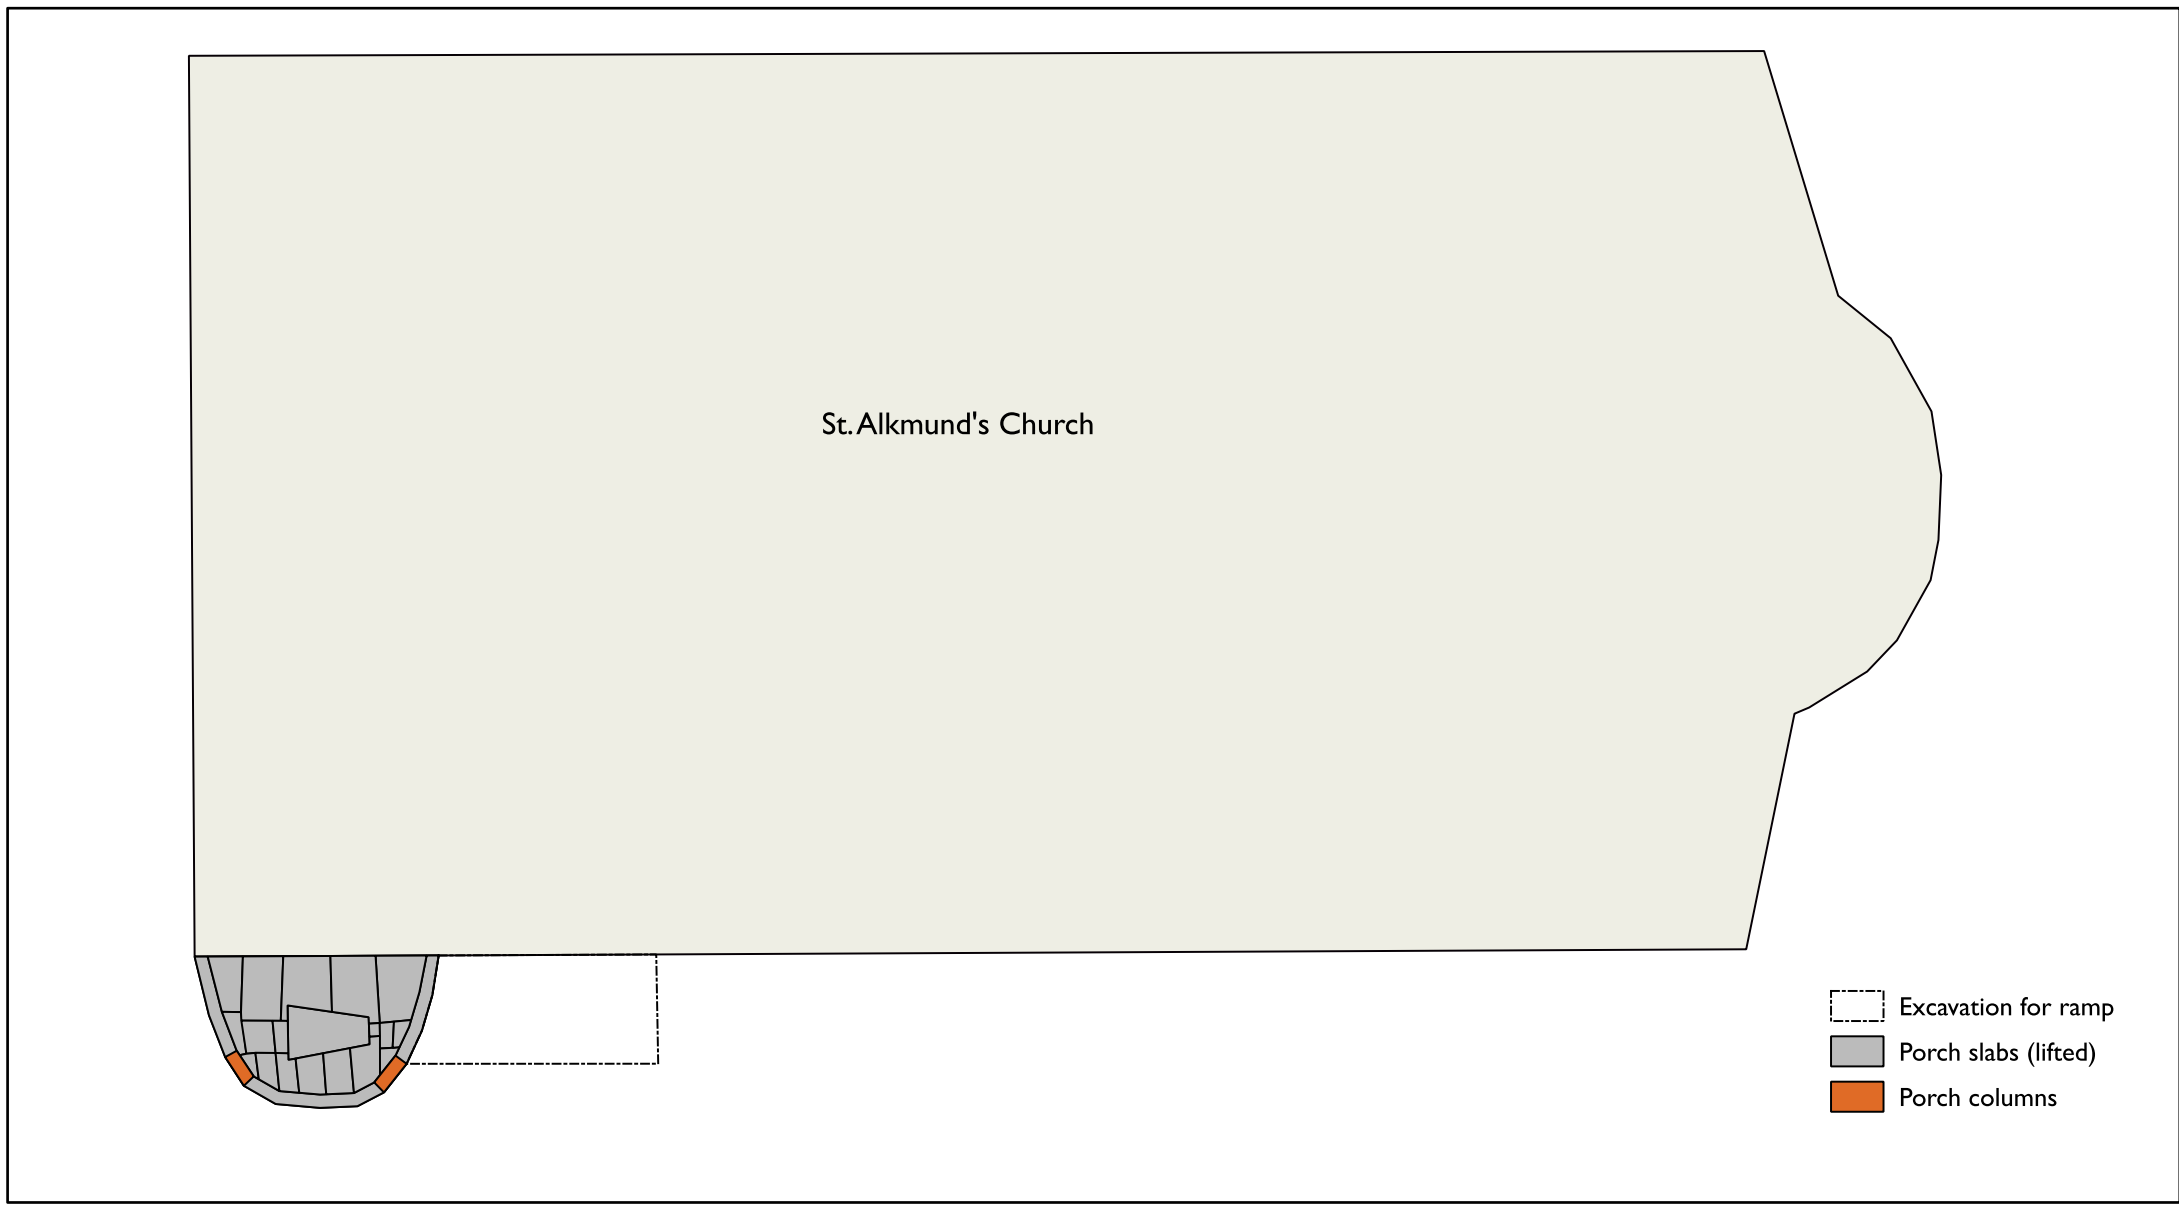 St. Alkmund's Church
Excavation for ramp
Porch slabs (lifted)
Porch columns